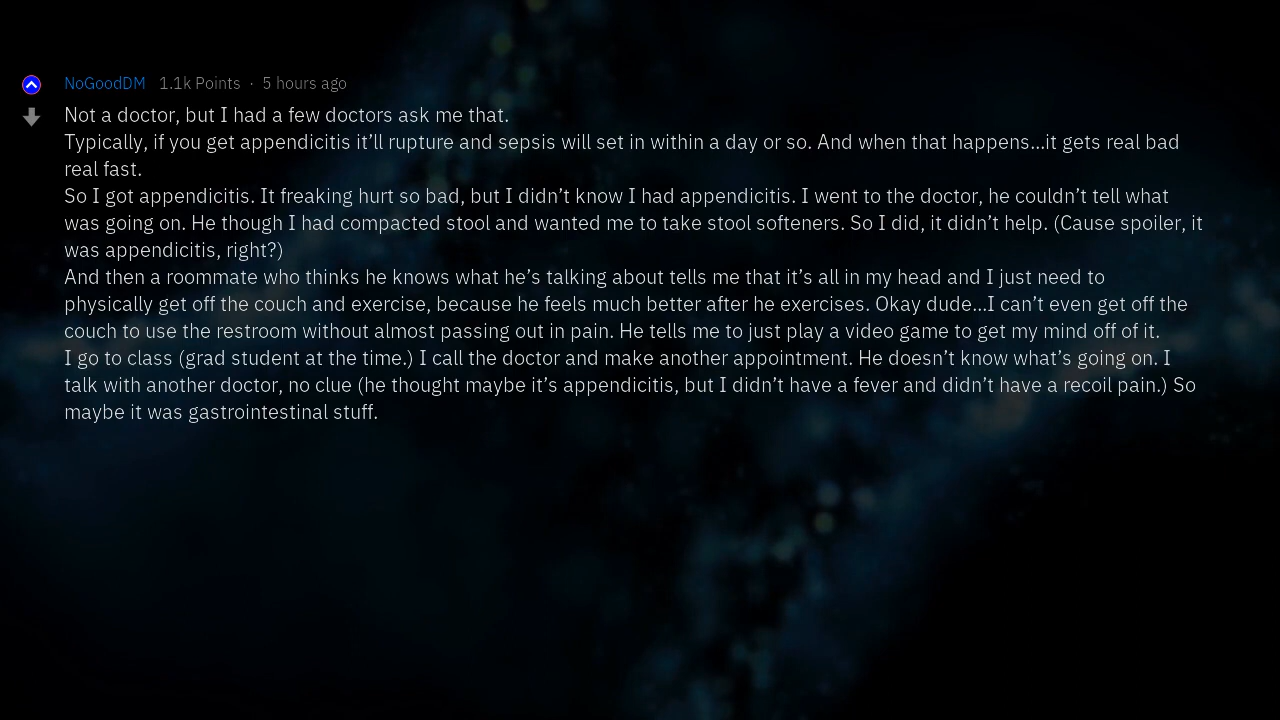 NoGoodDM 1.1k Points · 5 hours ago
Not a doctor, but I had a few doctors ask me that.
Typically, if you get appendicitis it’ll rupture and sepsis will set in within a day or so. And when that happens...it gets real bad
real fast.
So I got appendicitis. It freaking hurt so bad, but I didn’t know I had appendicitis. I went to the doctor, he couldn’t tell what
was going on. He though I had compacted stool and wanted me to take stool softeners. So I did, it didn’t help. (Cause spoiler, it
was appendicitis, right?)
And then a roommate who thinks he knows what he’s talking about tells me that it’s all in my head and I just need to
physically get off the couch and exercise, because he feels much better after he exercises. Okay dude...I can’t even get off the
couch to use the restroom without almost passing out in pain. He tells me to just play a video game to get my mind off of it.
I go to class (grad student at the time.) I call the doctor and make another appointment. He doesn’t know what’s going on. I
talk with another doctor, no clue (he thought maybe it’s appendicitis, but I didn’t have a fever and didn’t have a recoil pain.) So
maybe it was gastrointestinal stuff.